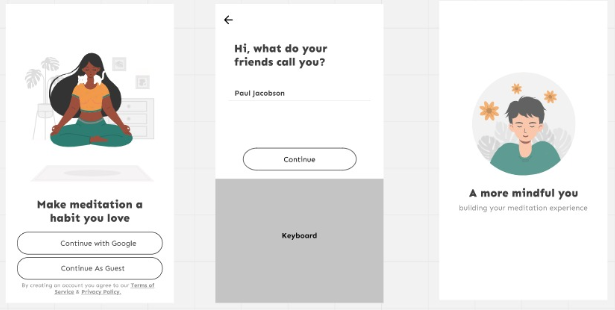 Make meditation a
habit you love
Continue with Google
Continue As Guest
By creating an account you agree to our Terms of
Service & Privacy Policy.
Hi, what do your
friends call you?
Paul Jacobson
Continue
Keyboard
A more mindful you
building your meditation experience